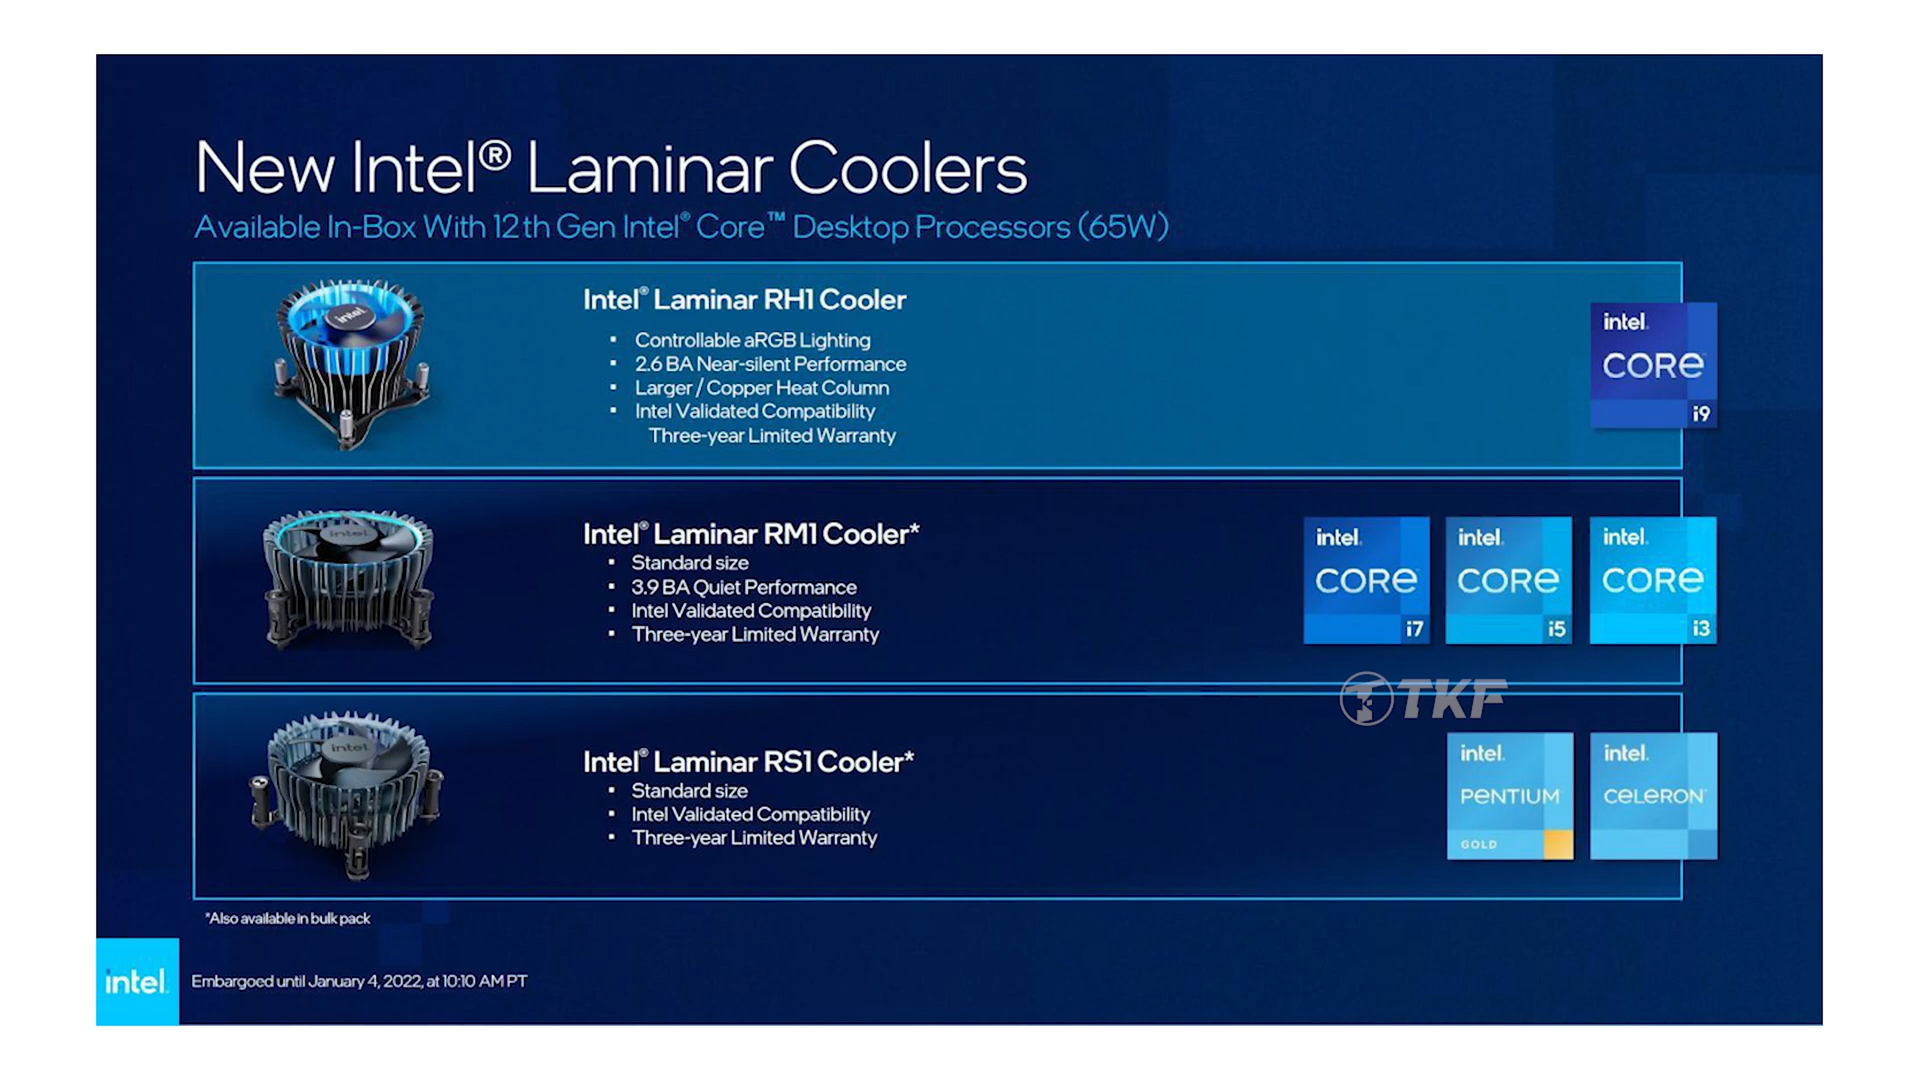 New Intel® Laminar Coolers
Available In-Box With 12th Gen Intel® Core™ Desktop Processors (65W)
intel
Intel® Laminar RH1 Cooler
▪ Controllable aRGB Lighting
▪ 2.6 BA Near-silent Performance
▪ Larger / Copper Heat Column
▪ Intel Validated Compatibility
Three-year Limited Warranty
intel.
CORe™
i9
intel.
Intel® Laminar RM1 Cooler*
▪ Standard size
▪ 3.9 BA Quiet Performance
▪ Intel Validated Compatibility
▪ Three-year Limited Warranty
intel.
CORe
i7
intel.
CORe
i5
intel.
CORe
i3
TKF
intel.
Intel® Laminar RS1 Cooler*
▪ Standard size
▪ Intel Validated Compatibility
▪ Three-year Limited Warranty
intel.
PeNTIUM
GOLD
intel.
CeLeRON
*Also available in bulk pack
intel.
Embargoed until January 4, 2022, at 10:10 AM PT